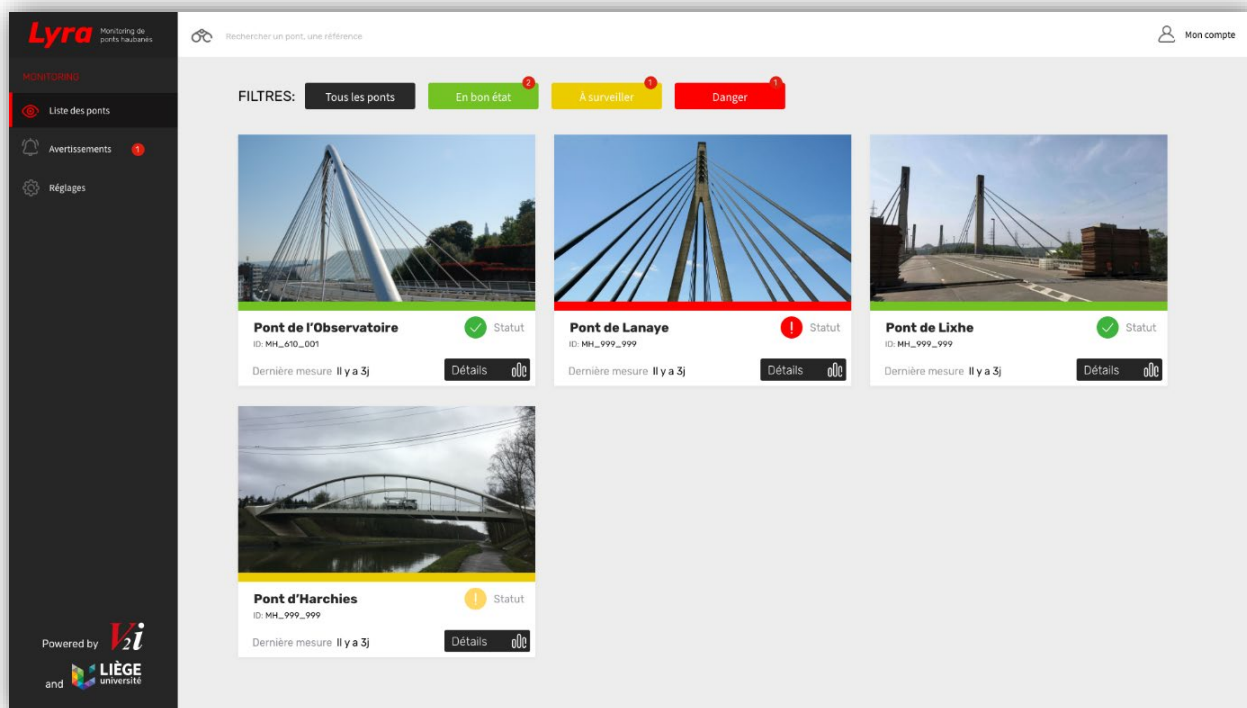 Lyra
Monitoring de
ponts haubanés
Rechercher un pont, une référence
Mon compte
MONITORING
Liste des ponts
Avertissements 1
Réglages
FILTRES: Tous les ponts En bon état 2 À surveiller 1 Danger 1
Pont de l'Observatoire Statut
ID: MH_610_001
Dernière mesure Il y a 3j Détails
Pont de Lanaye Statut
ID: MH_999_999
Dernière mesure Il y a 3j Détails
Pont de Lixhe Statut
ID: MH_999_999
Dernière mesure Il y a 3j Détails
Pont d'Harchies Statut
ID: MH_999_999
Dernière mesure Il y a 3j Détails
Powered by V2i
and LIÈGE
université